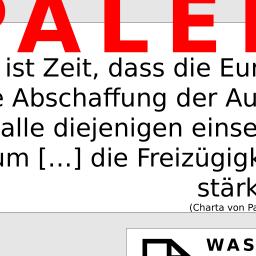 PALER
ist Zeit, dass die Eur
e Abschaffung der Au
alle diejenigen einse
um [...] die Freizügigk
stärk
(Charta von Pa
WAS